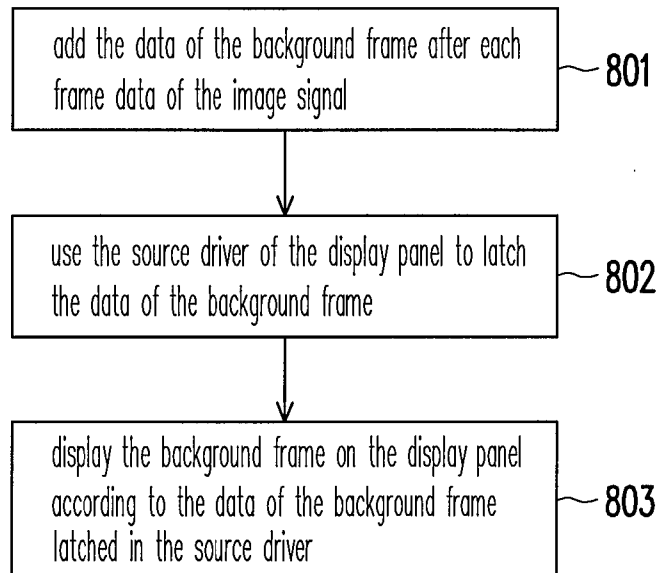 add the data of the background frame after each
frame data of the image signal
801
use the source driver of the display panel to latch
the data of the background frame
802
display the background frame on the display panel
according to the data of the background frame
latched in the source driver
803